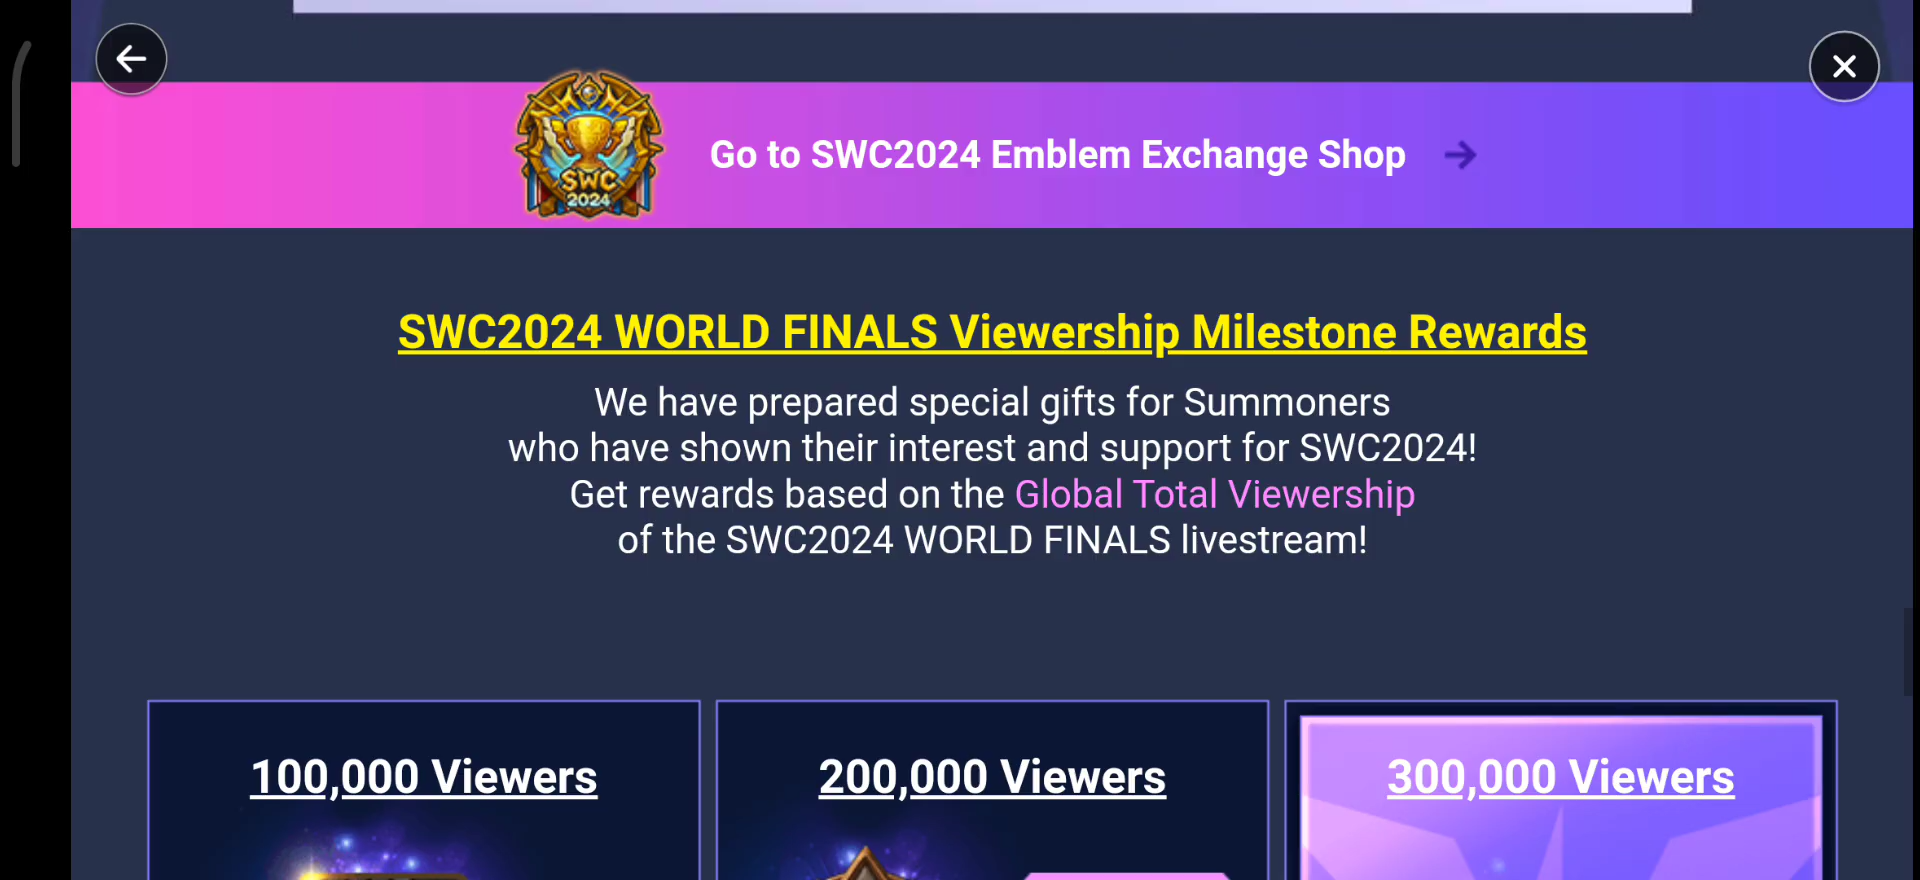 SWC
2024
Go to SWC2024 Emblem Exchange Shop
SWC2024 WORLD FINALS Viewership Milestone Rewards
We have prepared special gifts for Summoners
who have shown their interest and support for SWC2024!
Get rewards based on the Global Total Viewership
of the SWC2024 WORLD FINALS livestream!
100,000 Viewers
200,000 Viewers
300,000 Viewers